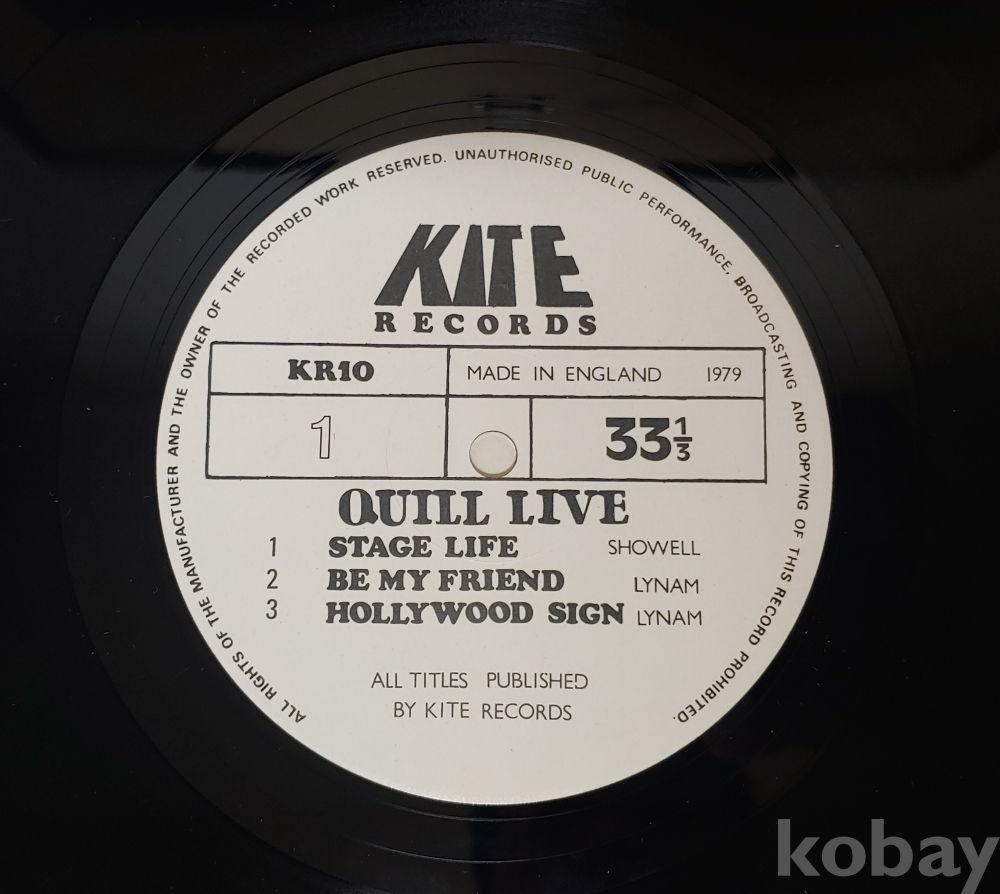 ALL RIGHTS OF THE MANUFACTURER AND THE OWNER OF THE RECORDED WORK RESERVED. UNAUTHORISED PUBLIC PERFORMANCE, BROADCASTING AND COPYING OF THIS RECORD PROHIBITED.
KITE
RECORDS
KR10 MADE IN ENGLAND 1979
1 33⅓
QUILL LIVE
1 STAGE LIFE SHOWELL
2 BE MY FRIEND LYNAM
3 HOLLYWOOD SIGN LYNAM
ALL TITLES PUBLISHED
BY KITE RECORDS
kobay